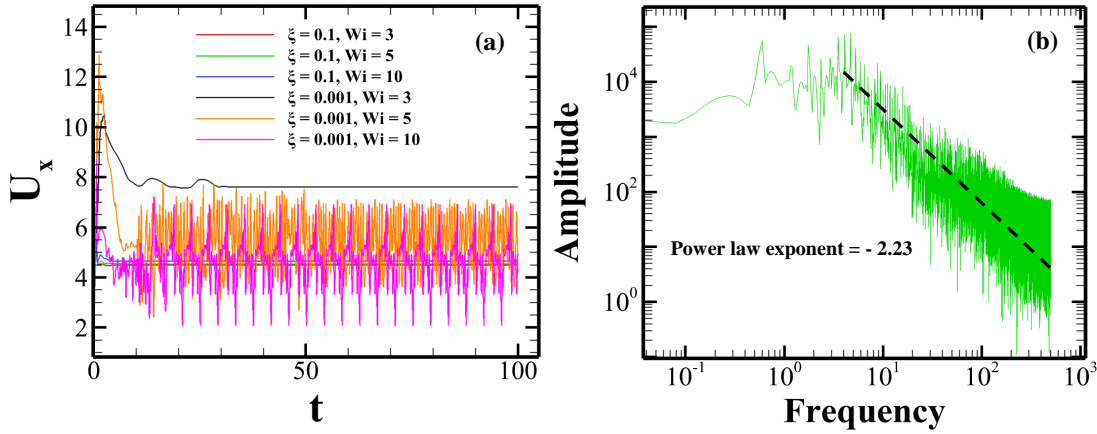 (a)
ξ = 0.1, Wi = 3
ξ = 0.1, Wi = 5
ξ = 0.1, Wi = 10
ξ = 0.001, Wi = 3
ξ = 0.001, Wi = 5
ξ = 0.001, Wi = 10
14
12
10
8
6
4
2
U_x
0
50
100
t
(b)
10^4
10^2
10^0
Amplitude
Power law exponent = - 2.23
10^-1
10^0
10^1
10^2
10^3
Frequency